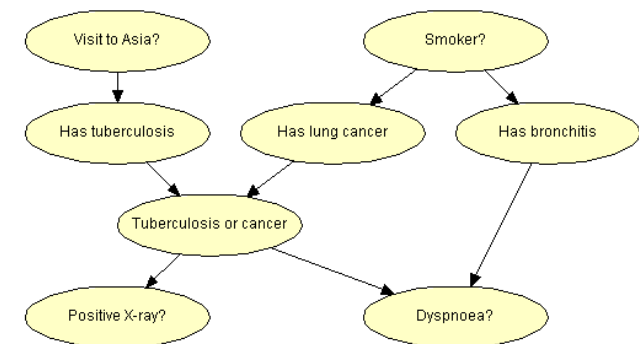 Visit to Asia?
Smoker?
Has tuberculosis
Has lung cancer
Has bronchitis
Tuberculosis or cancer
Positive X-ray?
Dyspnoea?